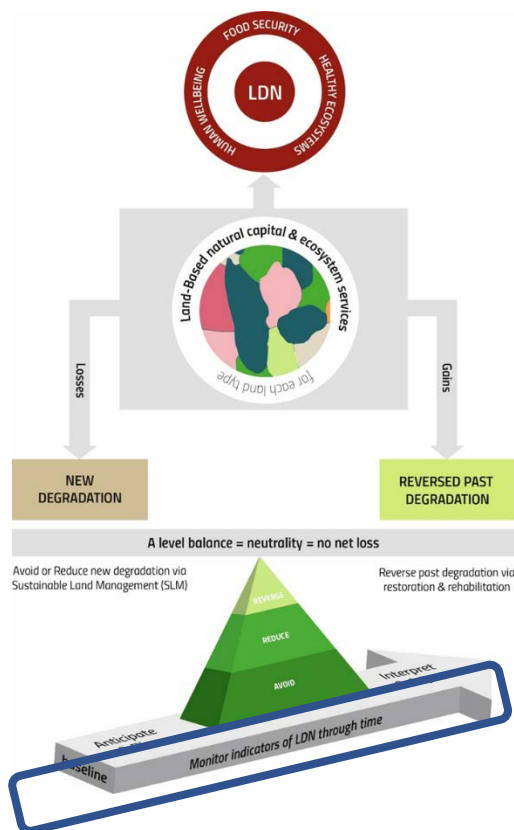 FOOD SECURITY
HUMAN WELLBEING
HEALTHY ECOSYSTEMS
LDN
Land-Based natural capital & ecosystem services
for each land type
Losses
Gains
NEW
DEGRADATION
REVERSED PAST
DEGRADATION
A level balance = neutrality = no net loss
Avoid or Reduce new degradation via
Sustainable Land Management (SLM)
Reverse past degradation via
restoration & rehabilitation
REVERSE
REDUCE
AVOID
Interpret
Anticipate
baseline
Monitor indicators of LDN through time